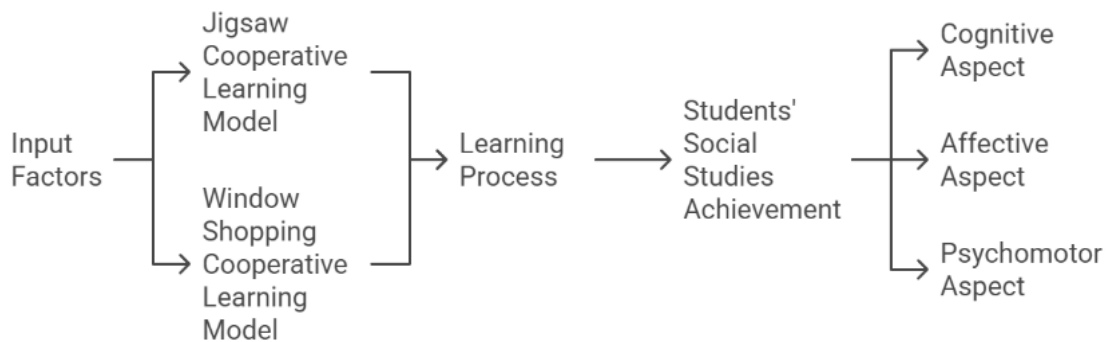 Input
Factors
Jigsaw
Cooperative
Learning
Model
Window
Shopping
Cooperative
Learning
Model
Learning
Process
Students'
Social
Studies
Achievement
Cognitive
Aspect
Affective
Aspect
Psychomotor
Aspect